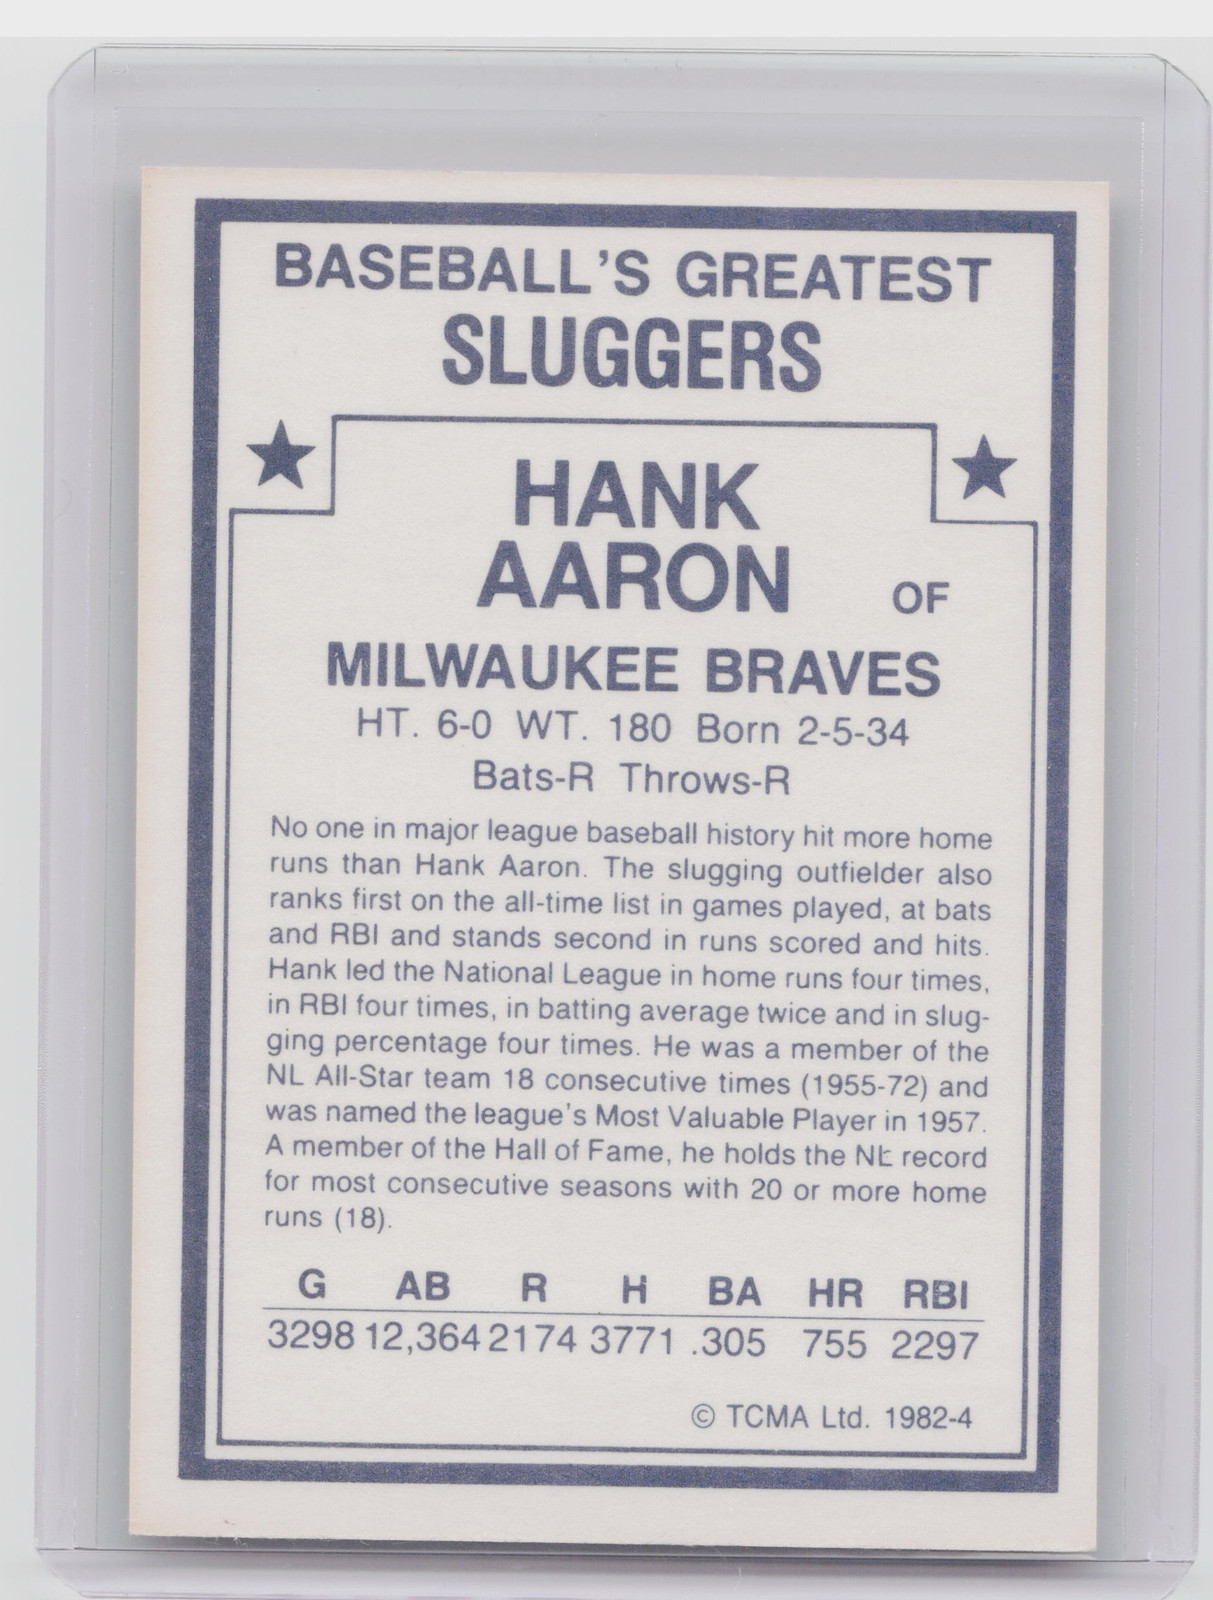 BASEBALL'S GREATEST
SLUGGERS
HANK
AARON OF
MILWAUKEE BRAVES
HT. 6-0 WT. 180 Born 2-5-34
Bats-R Throws-R
No one in major league baseball history hit more home
runs than Hank Aaron. The slugging outfielder also
ranks first on the all-time list in games played, at bats
and RBI and stands second in runs scored and hits.
Hank led the National League in home runs four times,
in RBI four times, in batting average twice and in slug-
ging percentage four times. He was a member of the
NL All-Star team 18 consecutive times (1955-72) and
was named the league's Most Valuable Player in 1957.
A member of the Hall of Fame, he holds the NL record
for most consecutive seasons with 20 or more home
runs (18).
G AB R H BA HR RBI
3298 12,364 2174 3771 .305 755 2297
© TCMA Ltd. 1982-4